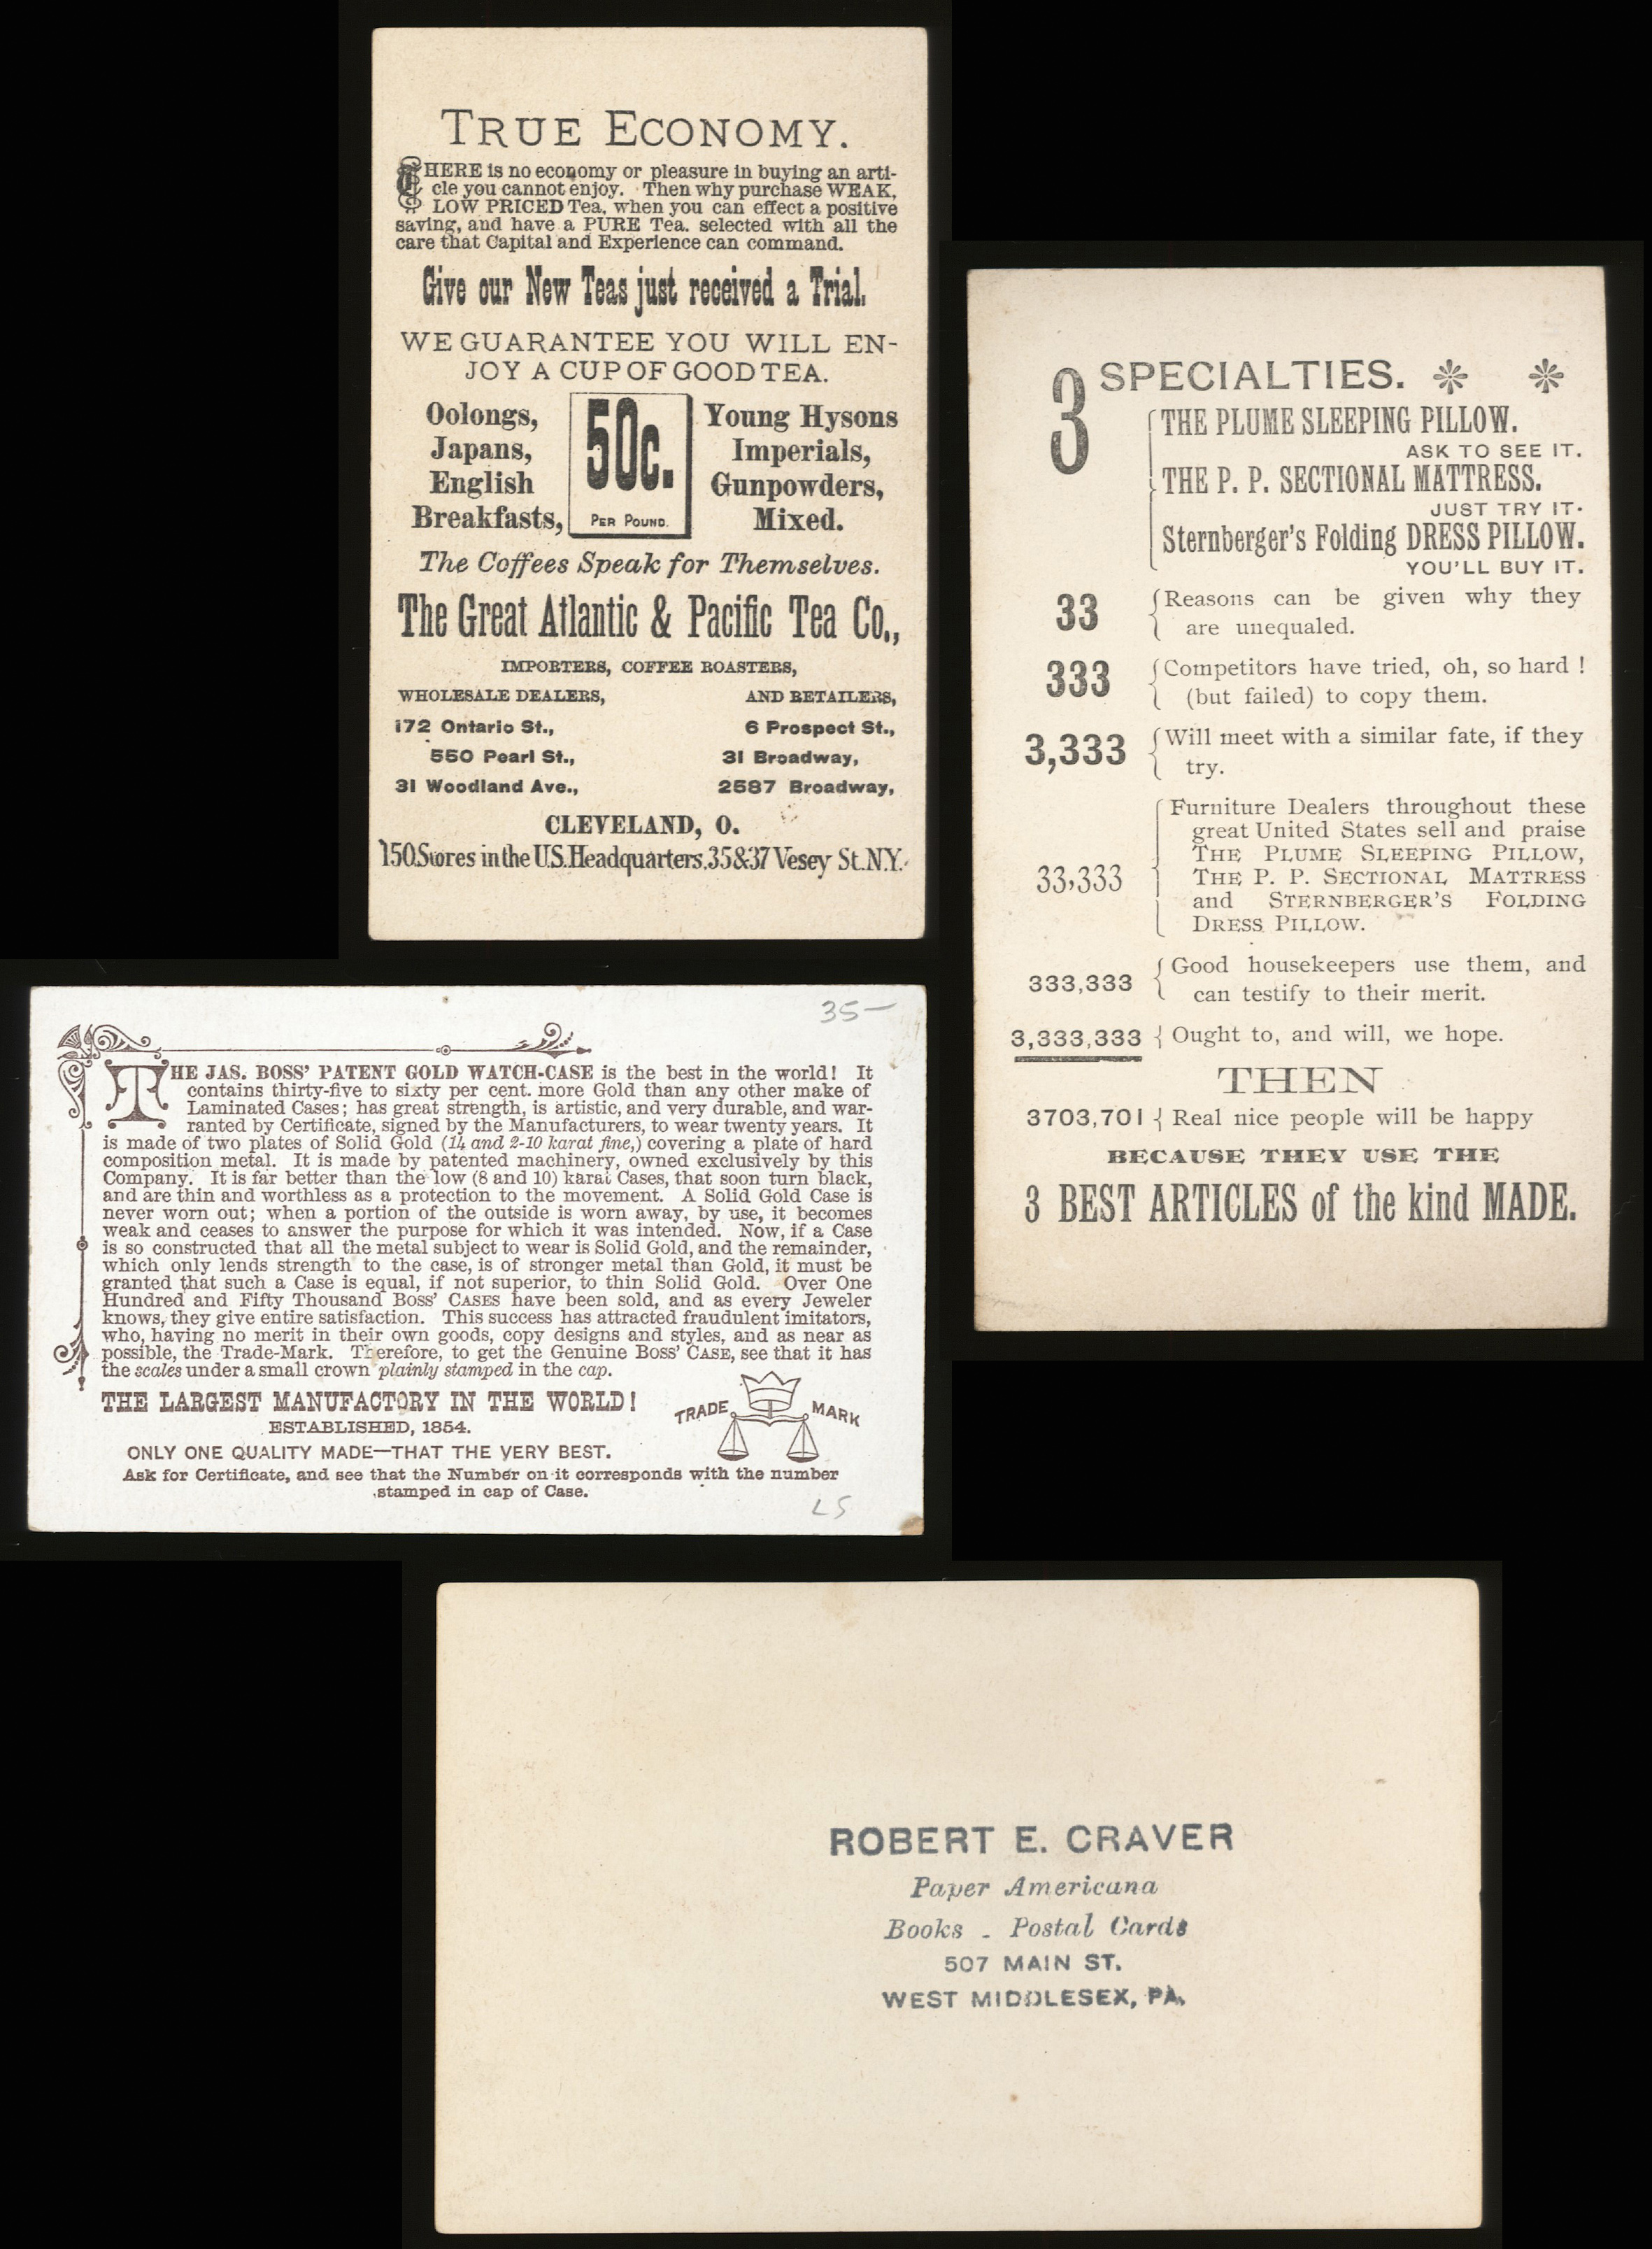 TRUE ECONOMY.
THERE is no economy or pleasure in buying an arti-
cle you cannot enjoy. Then why purchase WEAK,
LOW PRICED Tea, when you can effect a positive
saving, and have a PURE Tea. selected with all the
care that Capital and Experience can command.
Give our New Teas just received a Trial.
WE GUARANTEE YOU WILL EN-
JOY A CUP OF GOOD TEA.
Oolongs,
Japans,
English
Breakfasts,
50c.
PER POUND.
Young Hysons
Imperials,
Gunpowders,
Mixed.
The Coffees Speak for Themselves.
The Great Atlantic & Pacific Tea Co.,
IMPORTERS, COFFEE ROASTERS,
WHOLESALE DEALERS, AND RETAILERS,
172 Ontario St., 6 Prospect St.,
550 Pearl St., 31 Broadway,
31 Woodland Ave., 2587 Broadway,
CLEVELAND, O.
150 Stores in the U.S. Headquarters, 35 & 37 Vesey St. N.Y.
3 SPECIALTIES.
THE PLUME SLEEPING PILLOW.
ASK TO SEE IT.
THE P. P. SECTIONAL MATTRESS.
JUST TRY IT.
Sternberger's Folding DRESS PILLOW.
YOU'LL BUY IT.
33 Reasons can be given why they
are unequaled.
333 Competitors have tried, oh, so hard !
(but failed) to copy them.
3,333 Will meet with a similar fate, if they
try.
33,333 Furniture Dealers throughout these
great United States sell and praise
THE PLUME SLEEPING PILLOW,
THE P. P. SECTIONAL MATTRESS
and STERNBERGER'S FOLDING
DRESS PILLOW.
333,333 Good housekeepers use them, and
can testify to their merit.
3,333,333 Ought to, and will, we hope.
THEN
3703,701 Real nice people will be happy
BECAUSE THEY USE THE
3 BEST ARTICLES of the kind MADE.
35—
THE JAS. BOSS' PATENT GOLD WATCH-CASE is the best in the world! It
contains thirty-five to sixty per cent. more Gold than any other make of
Laminated Cases; has great strength, is artistic, and very durable, and war-
ranted by Certificate, signed by the Manufacturers, to wear twenty years. It
is made of two plates of Solid Gold (14 and 2-10 karat fine,) covering a plate of hard
composition metal. It is made by patented machinery, owned exclusively by this
Company. It is far better than the low (8 and 10) karat Cases, that soon turn black,
and are thin and worthless as a protection to the movement. A Solid Gold Case is
never worn out; when a portion of the outside is worn away, by use, it becomes
weak and ceases to answer the purpose for which it was intended. Now, if a Case
is so constructed that all the metal subject to wear is Solid Gold, and the remainder,
which only lends strength to the case, is of stronger metal than Gold, it must be
granted that such a Case is equal, if not superior, to thin Solid Gold. Over One
Hundred and Fifty Thousand BOSS' CASES have been sold, and as every Jeweler
knows, they give entire satisfaction. This success has attracted fraudulent imitators,
who, having no merit in their own goods, copy designs and styles, and as near as
possible, the Trade-Mark. Therefore, to get the Genuine BOSS' CASE, see that it has
the scales under a small crown plainly stamped in the cap.
THE LARGEST MANUFACTORY IN THE WORLD!
ESTABLISHED, 1854.
TRADE MARK
ONLY ONE QUALITY MADE—THAT THE VERY BEST.
Ask for Certificate, and see that the Number on it corresponds with the number
stamped in cap of Case.
LS
ROBERT E. CRAVER
Paper Americana
Books - Postal Cards
507 MAIN ST.
WEST MIDDLESEX, PA.